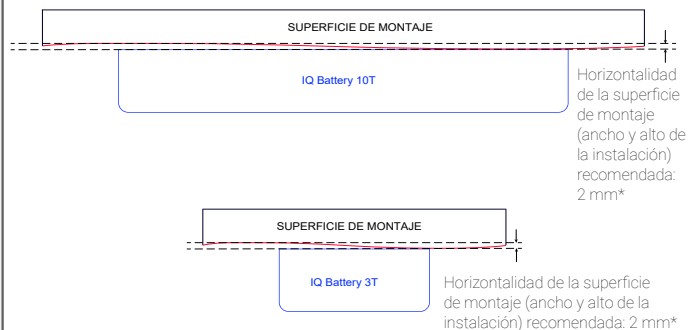 SUPERFICIE DE MONTAJE
IQ Battery 10T
Horizontalidad
de la superficie
de montaje
(ancho y alto de
la instalación)
recomendada:
2 mm*
SUPERFICIE DE MONTAJE
IQ Battery 3T
Horizontalidad de la superficie
de montaje (ancho y alto de la
instalación) recomendada: 2 mm*